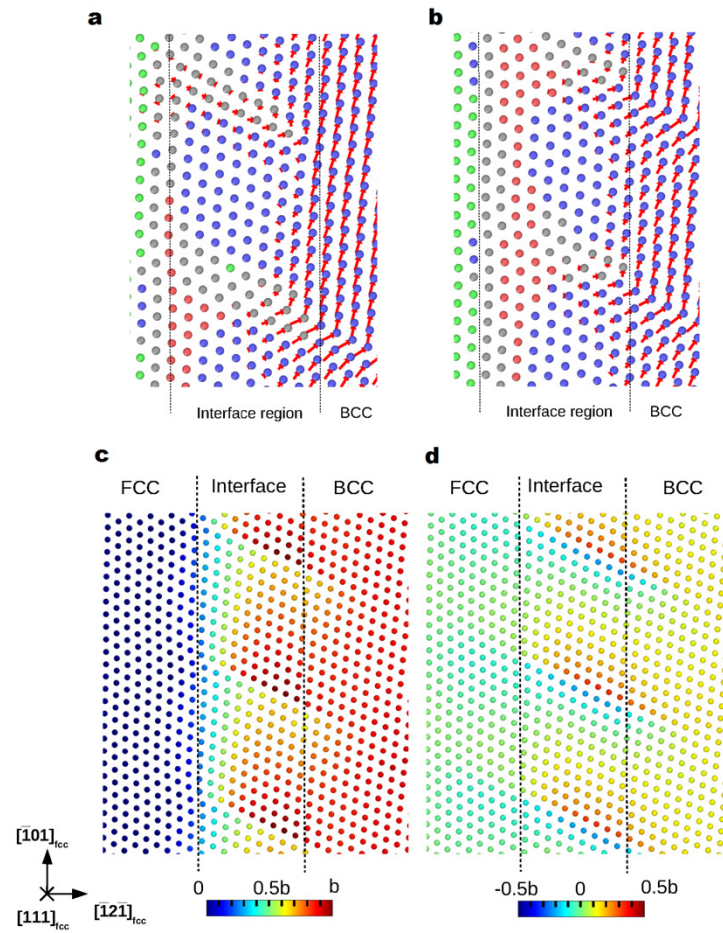 a b
Interface region BCC Interface region BCC
c d
FCC Interface BCC FCC Interface BCC
[1̄01]fcc
[111]fcc [1̄21̄]fcc
0 0.5b b -0.5b 0 0.5b